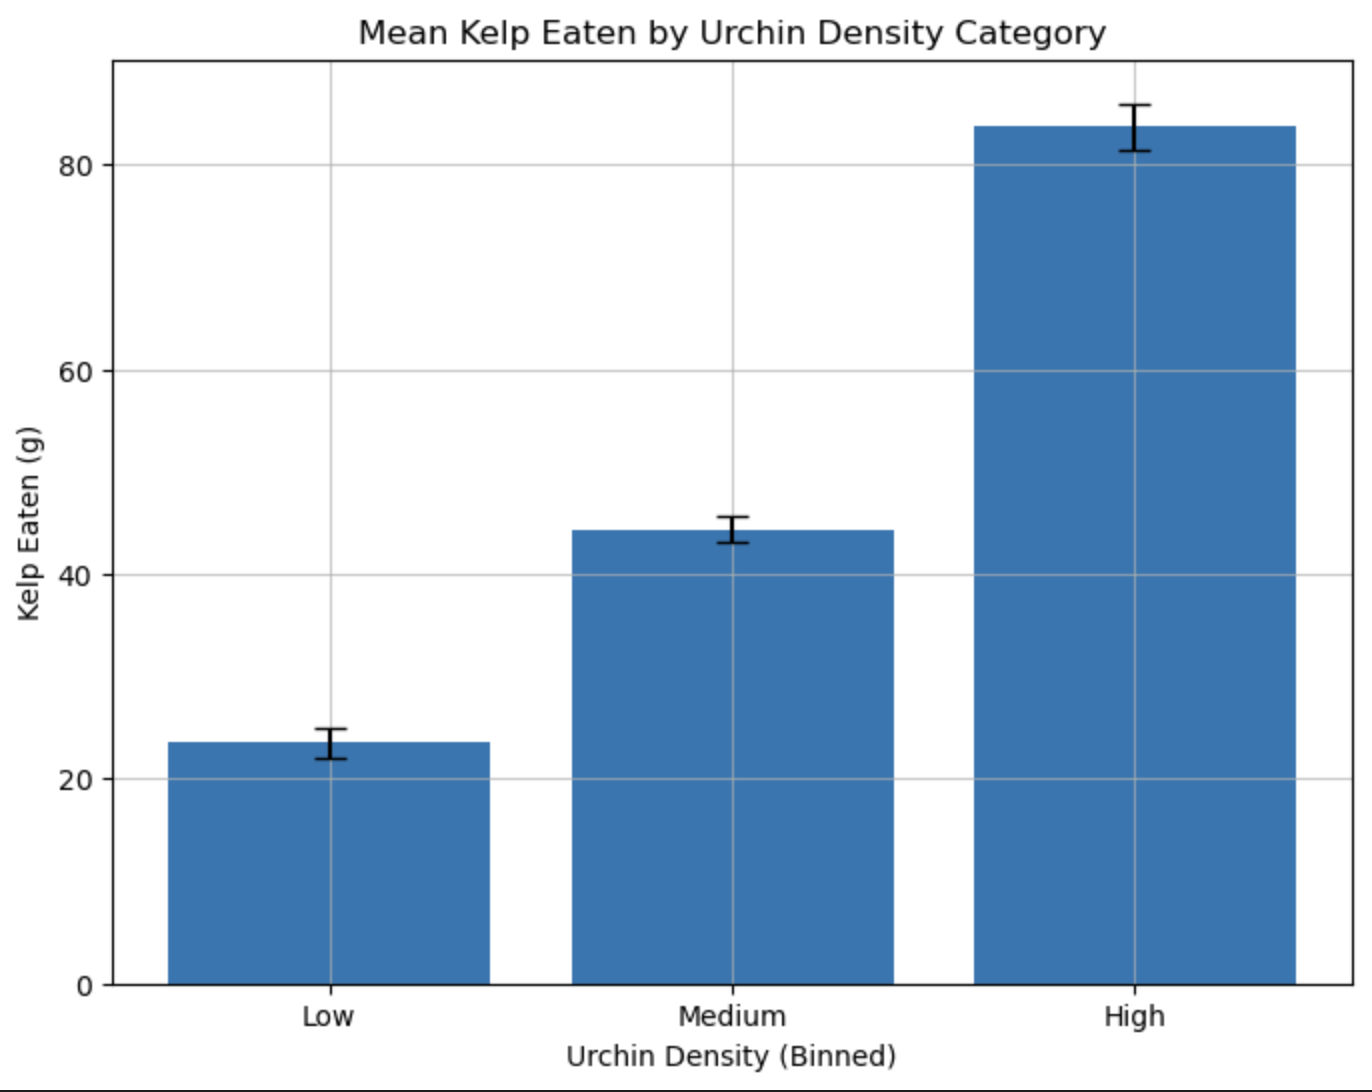 Mean Kelp Eaten by Urchin Density Category
Kelp Eaten (g)
80
60
40
20
0
Low Medium High
Urchin Density (Binned)